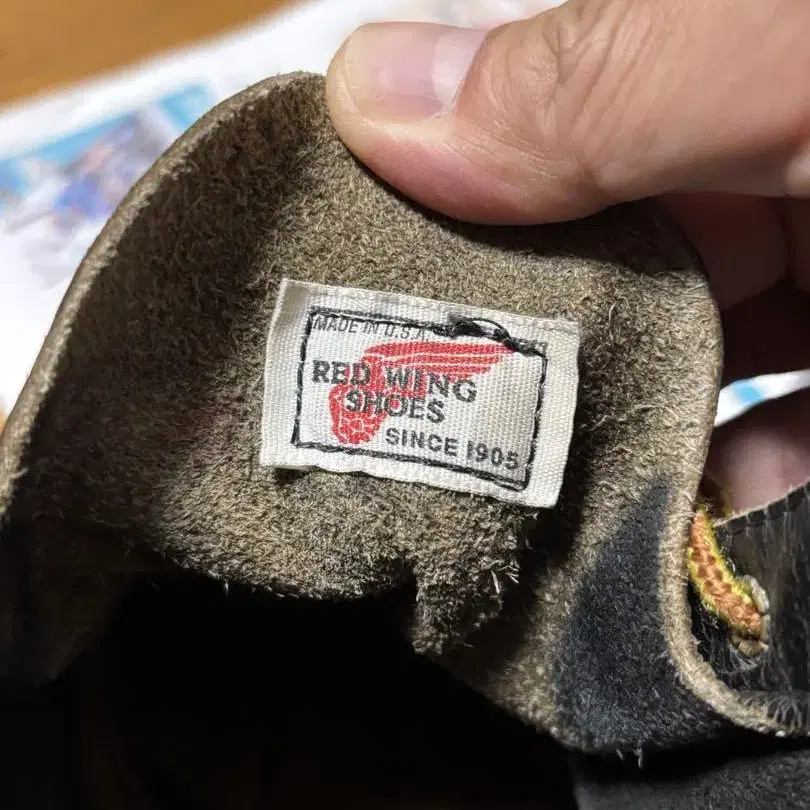 MADE IN U.S.A
RED WING
SHOES
SINCE 1905